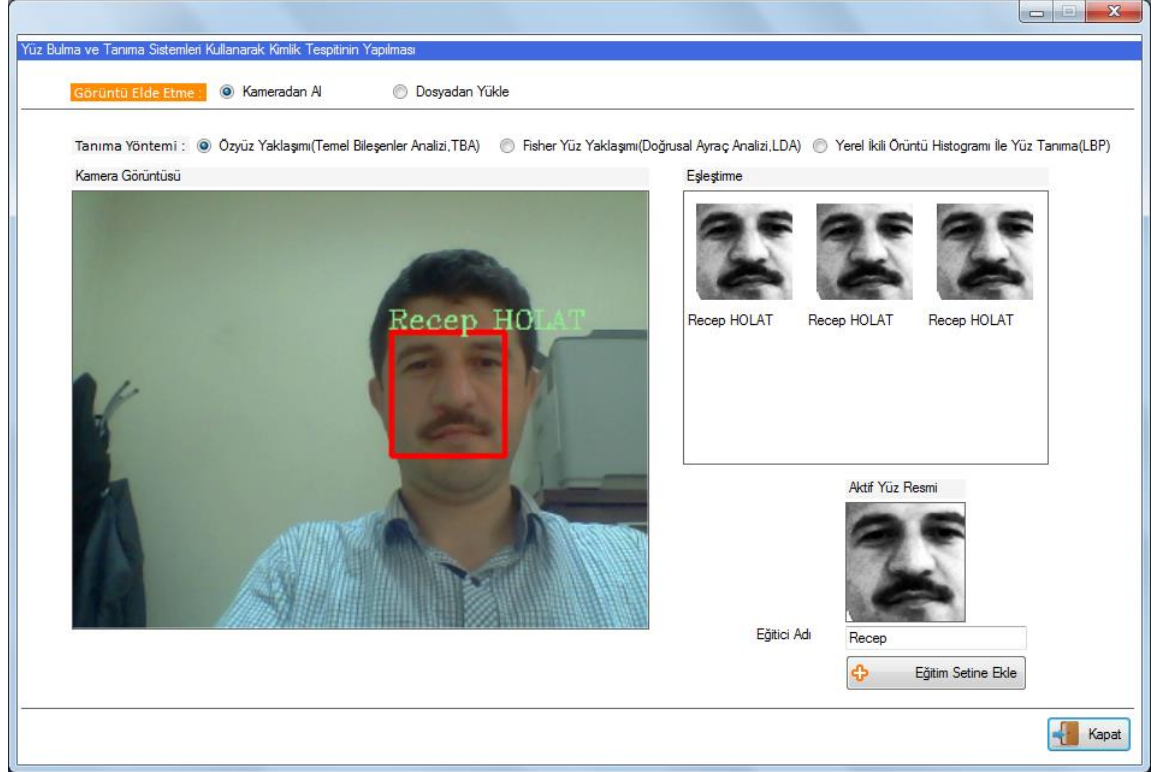 Yüz Bulma ve Tanıma Sistemleri Kullanarak Kimlik Tespitinin Yapılması
Görüntü Elde Etme : Kameradan Al Dosyadan Yükle
Tanıma Yöntemi : Özyüz Yaklaşımı(Temel Bileşenler Analizi,TBA) Fisher Yüz Yaklaşımı(Doğrusal Ayraç Analizi,LDA) Yerel İkili Örüntü Histogramı İle Yüz Tanıma(LBP)
Kamera Görüntüsü
Recep HOLAT
Eşleştirme
Recep HOLAT Recep HOLAT Recep HOLAT
Aktif Yüz Resmi
Eğitici Adı Recep
Eğitim Setine Ekle
Kapat